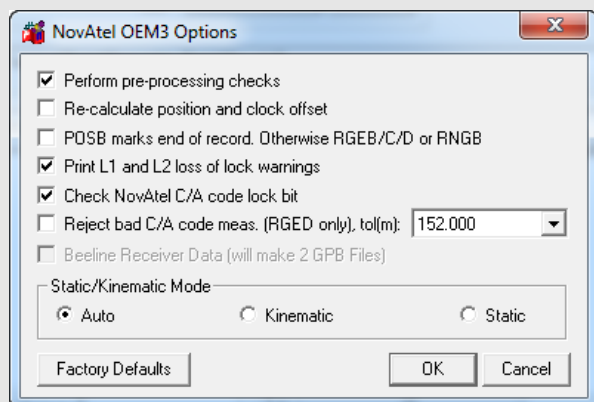 NovAtel OEM3 Options
Perform pre-processing checks
Re-calculate position and clock offset
POSB marks end of record. Otherwise RGEB/C/D or RNGB
Print L1 and L2 loss of lock warnings
Check NovAtel C/A code lock bit
Reject bad C/A code meas. (RGED only), tol(m): 152.000
Beeline Receiver Data (will make 2 GPB Files)
Static/Kinematic Mode
Auto Kinematic Static
Factory Defaults OK Cancel